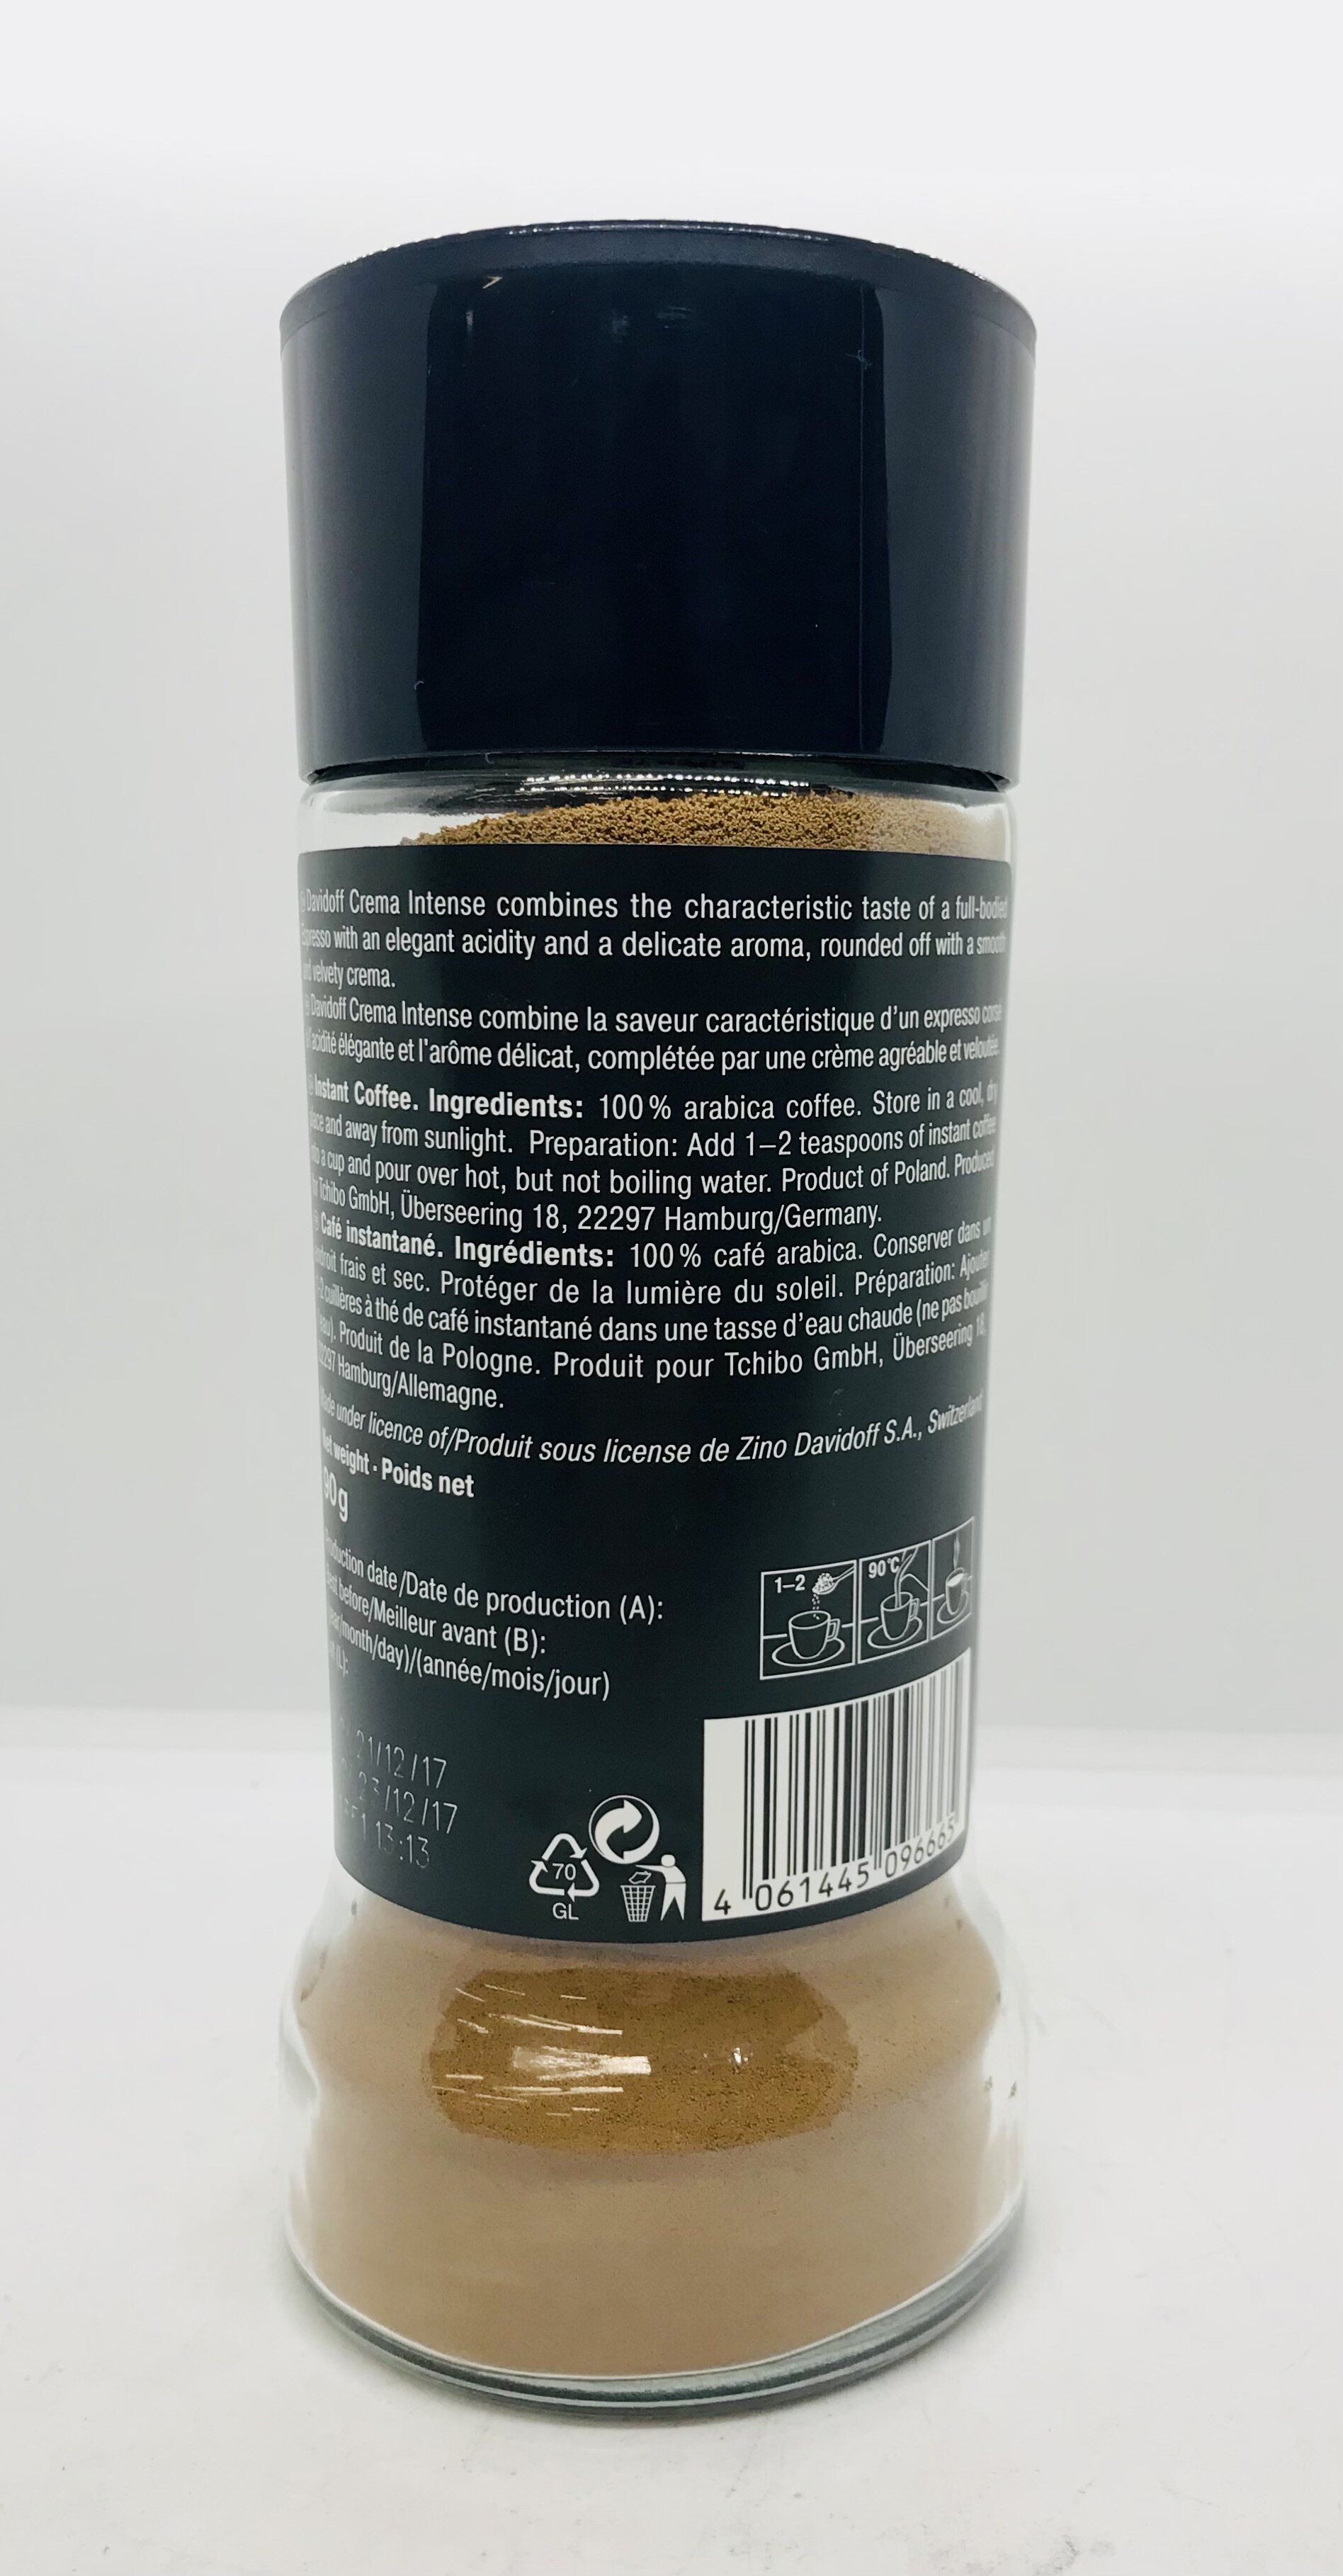 Davidoff Crema Intense combines the characteristic taste of a full-bodied
Espresso with an elegant acidity and a delicate aroma, rounded off with a smooth
and velvety crema.
Davidoff Crema Intense combine la saveur caractéristique d'un expresso corsé
l'acidité élégante et l'arôme délicat, complétée par une crème agréable et veloutée.
Instant Coffee. Ingredients: 100% arabica coffee. Store in a cool, dry
place and away from sunlight. Preparation: Add 1–2 teaspoons of instant coffee
into a cup and pour over hot, but not boiling water. Product of Poland. Produced
for Tchibo GmbH, Überseering 18, 22297 Hamburg/Germany.
Café instantané. Ingrédients: 100% café arabica. Conserver dans un
endroit frais et sec. Protéger de la lumière du soleil. Préparation: Ajouter
1-2 cuillères à thé de café instantané dans une tasse d'eau chaude (ne pas bouillir
l'eau). Produit de la Pologne. Produit pour Tchibo GmbH, Überseering 18,
22297 Hamburg/Allemagne.
Made under licence of/Produit sous license de Zino Davidoff S.A., Switzerland
Net weight · Poids net
90g
Production date/Date de production (A):
Best before/Meilleur avant (B):
(year/month/day)/(année/mois/jour)
Lot (L):
1–2
90°C
21/12/17
23/12/17
13:13
70
GL
4 061445 096665